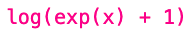 log(exp(x) + 1)